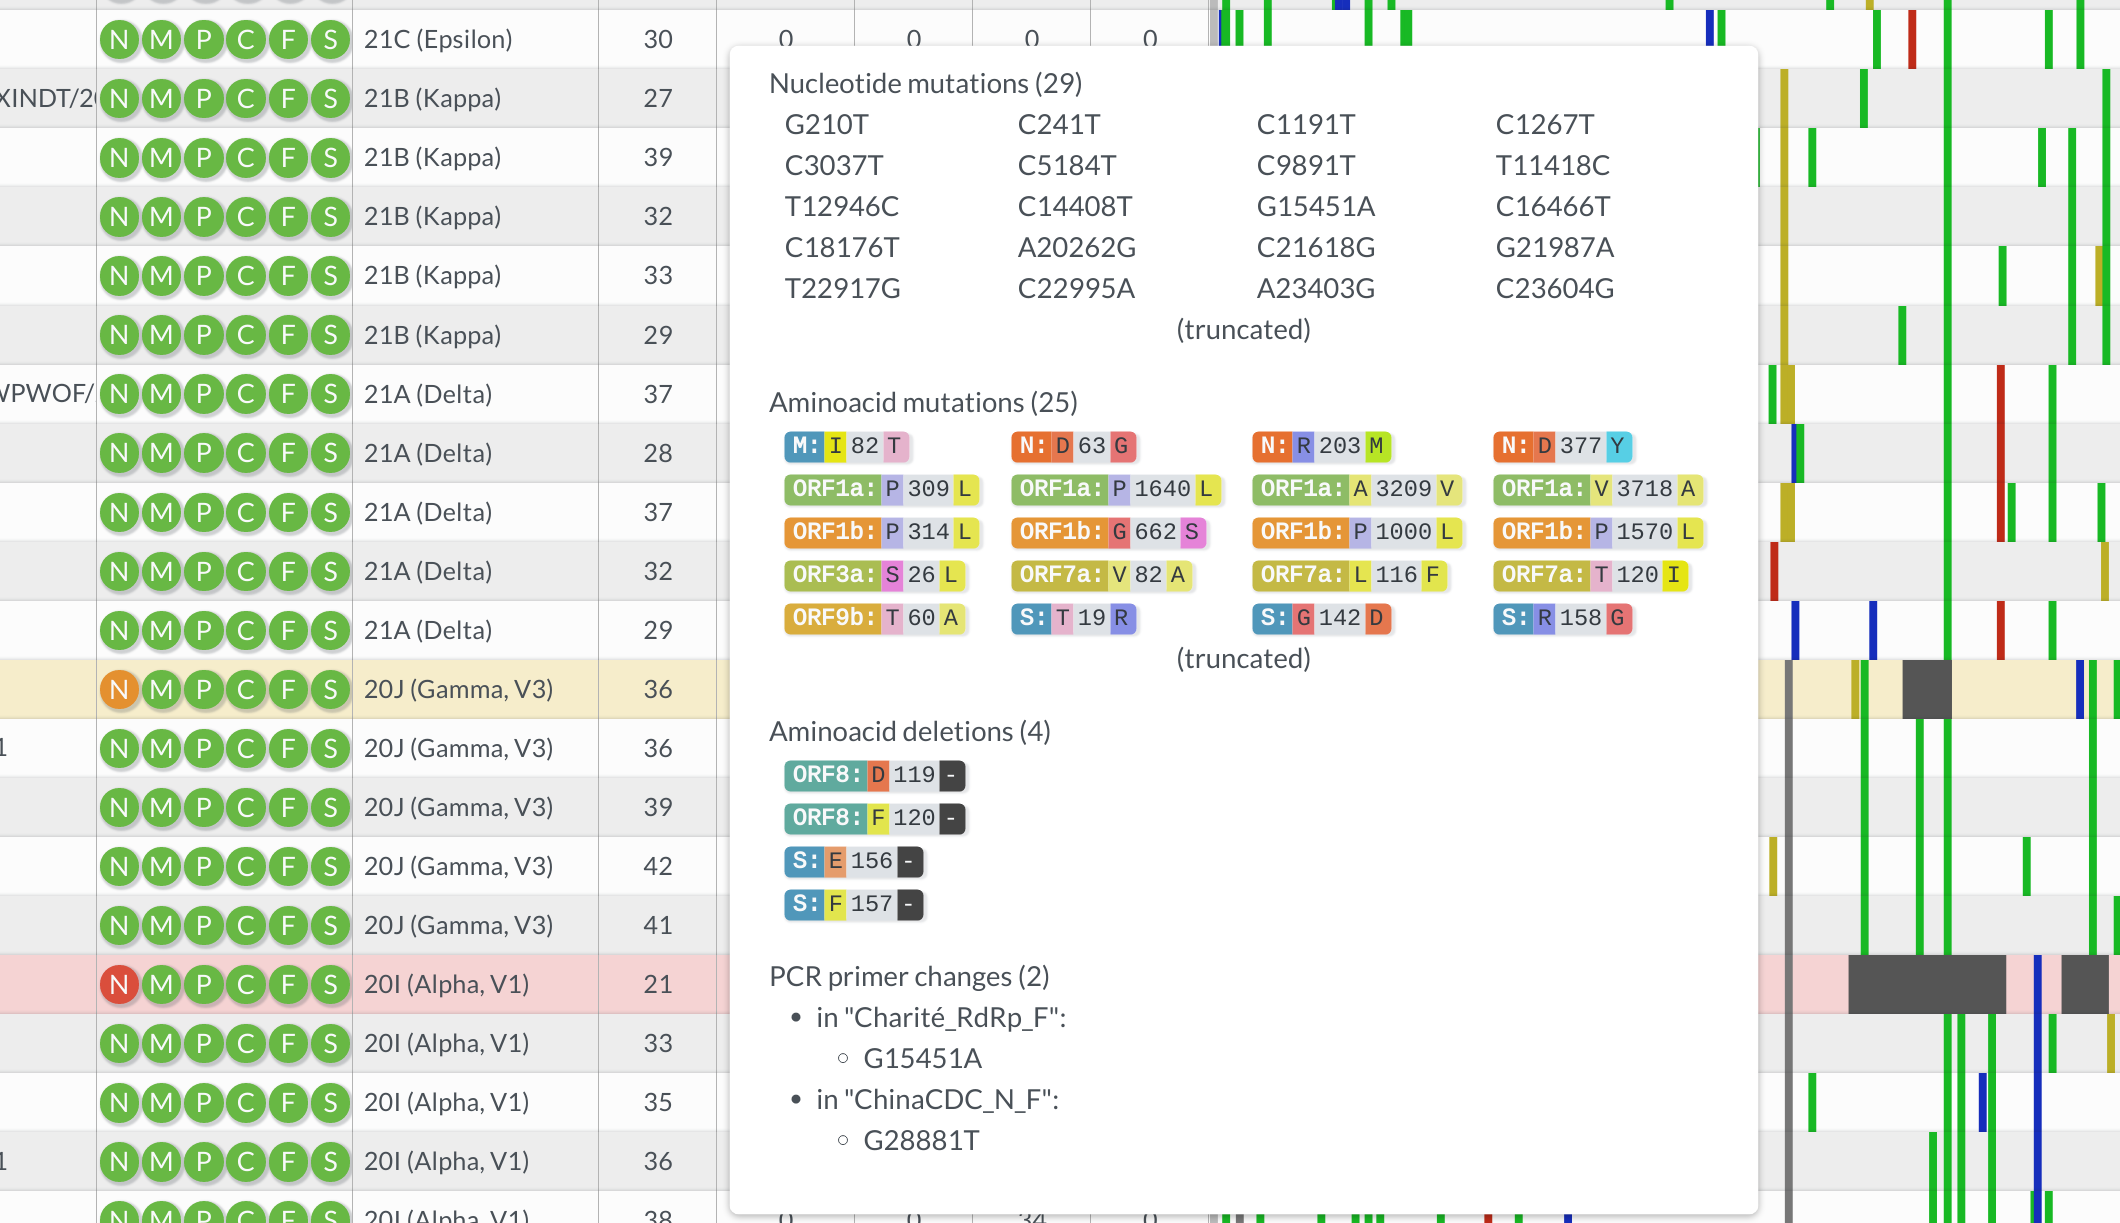 N M P C F S 21C (Epsilon) 30 0 0 0 0
XINDT/20 N M P C F S 21B (Kappa) 27
N M P C F S 21B (Kappa) 39
N M P C F S 21B (Kappa) 32
N M P C F S 21B (Kappa) 33
N M P C F S 21B (Kappa) 29
VPWOF/ N M P C F S 21A (Delta) 37
N M P C F S 21A (Delta) 28
N M P C F S 21A (Delta) 37
N M P C F S 21A (Delta) 32
N M P C F S 21A (Delta) 29
N M P C F S 20J (Gamma, V3) 36
1 N M P C F S 20J (Gamma, V3) 36
N M P C F S 20J (Gamma, V3) 39
N M P C F S 20J (Gamma, V3) 42
N M P C F S 20J (Gamma, V3) 41
N M P C F S 20I (Alpha, V1) 21
N M P C F S 20I (Alpha, V1) 33
N M P C F S 20I (Alpha, V1) 35
1 N M P C F S 20I (Alpha, V1) 36
N M P C F S 20I (Alpha, V1) 38 0 0 34 0
Nucleotide mutations (29)
G210T C241T C1191T C1267T
C3037T C5184T C9891T T11418C
T12946C C14408T G15451A C16466T
C18176T A20262G C21618G G21987A
T22917G C22995A A23403G C23604G
(truncated)
Aminoacid mutations (25)
M: I 82 T N: D 63 G N: R 203 M N: D 377 Y
ORF1a: P 309 L ORF1a: P 1640 L ORF1a: A 3209 V ORF1a: V 3718 A
ORF1b: P 314 L ORF1b: G 662 S ORF1b: P 1000 L ORF1b: P 1570 L
ORF3a: S 26 L ORF7a: V 82 A ORF7a: L 116 F ORF7a: T 120 I
ORF9b: T 60 A S: T 19 R S: G 142 D S: R 158 G
(truncated)
Aminoacid deletions (4)
ORF8: D 119 -
ORF8: F 120 -
S: E 156 -
S: F 157 -
PCR primer changes (2)
• in "Charité_RdRp_F":
○ G15451A
• in "ChinaCDC_N_F":
○ G28881T